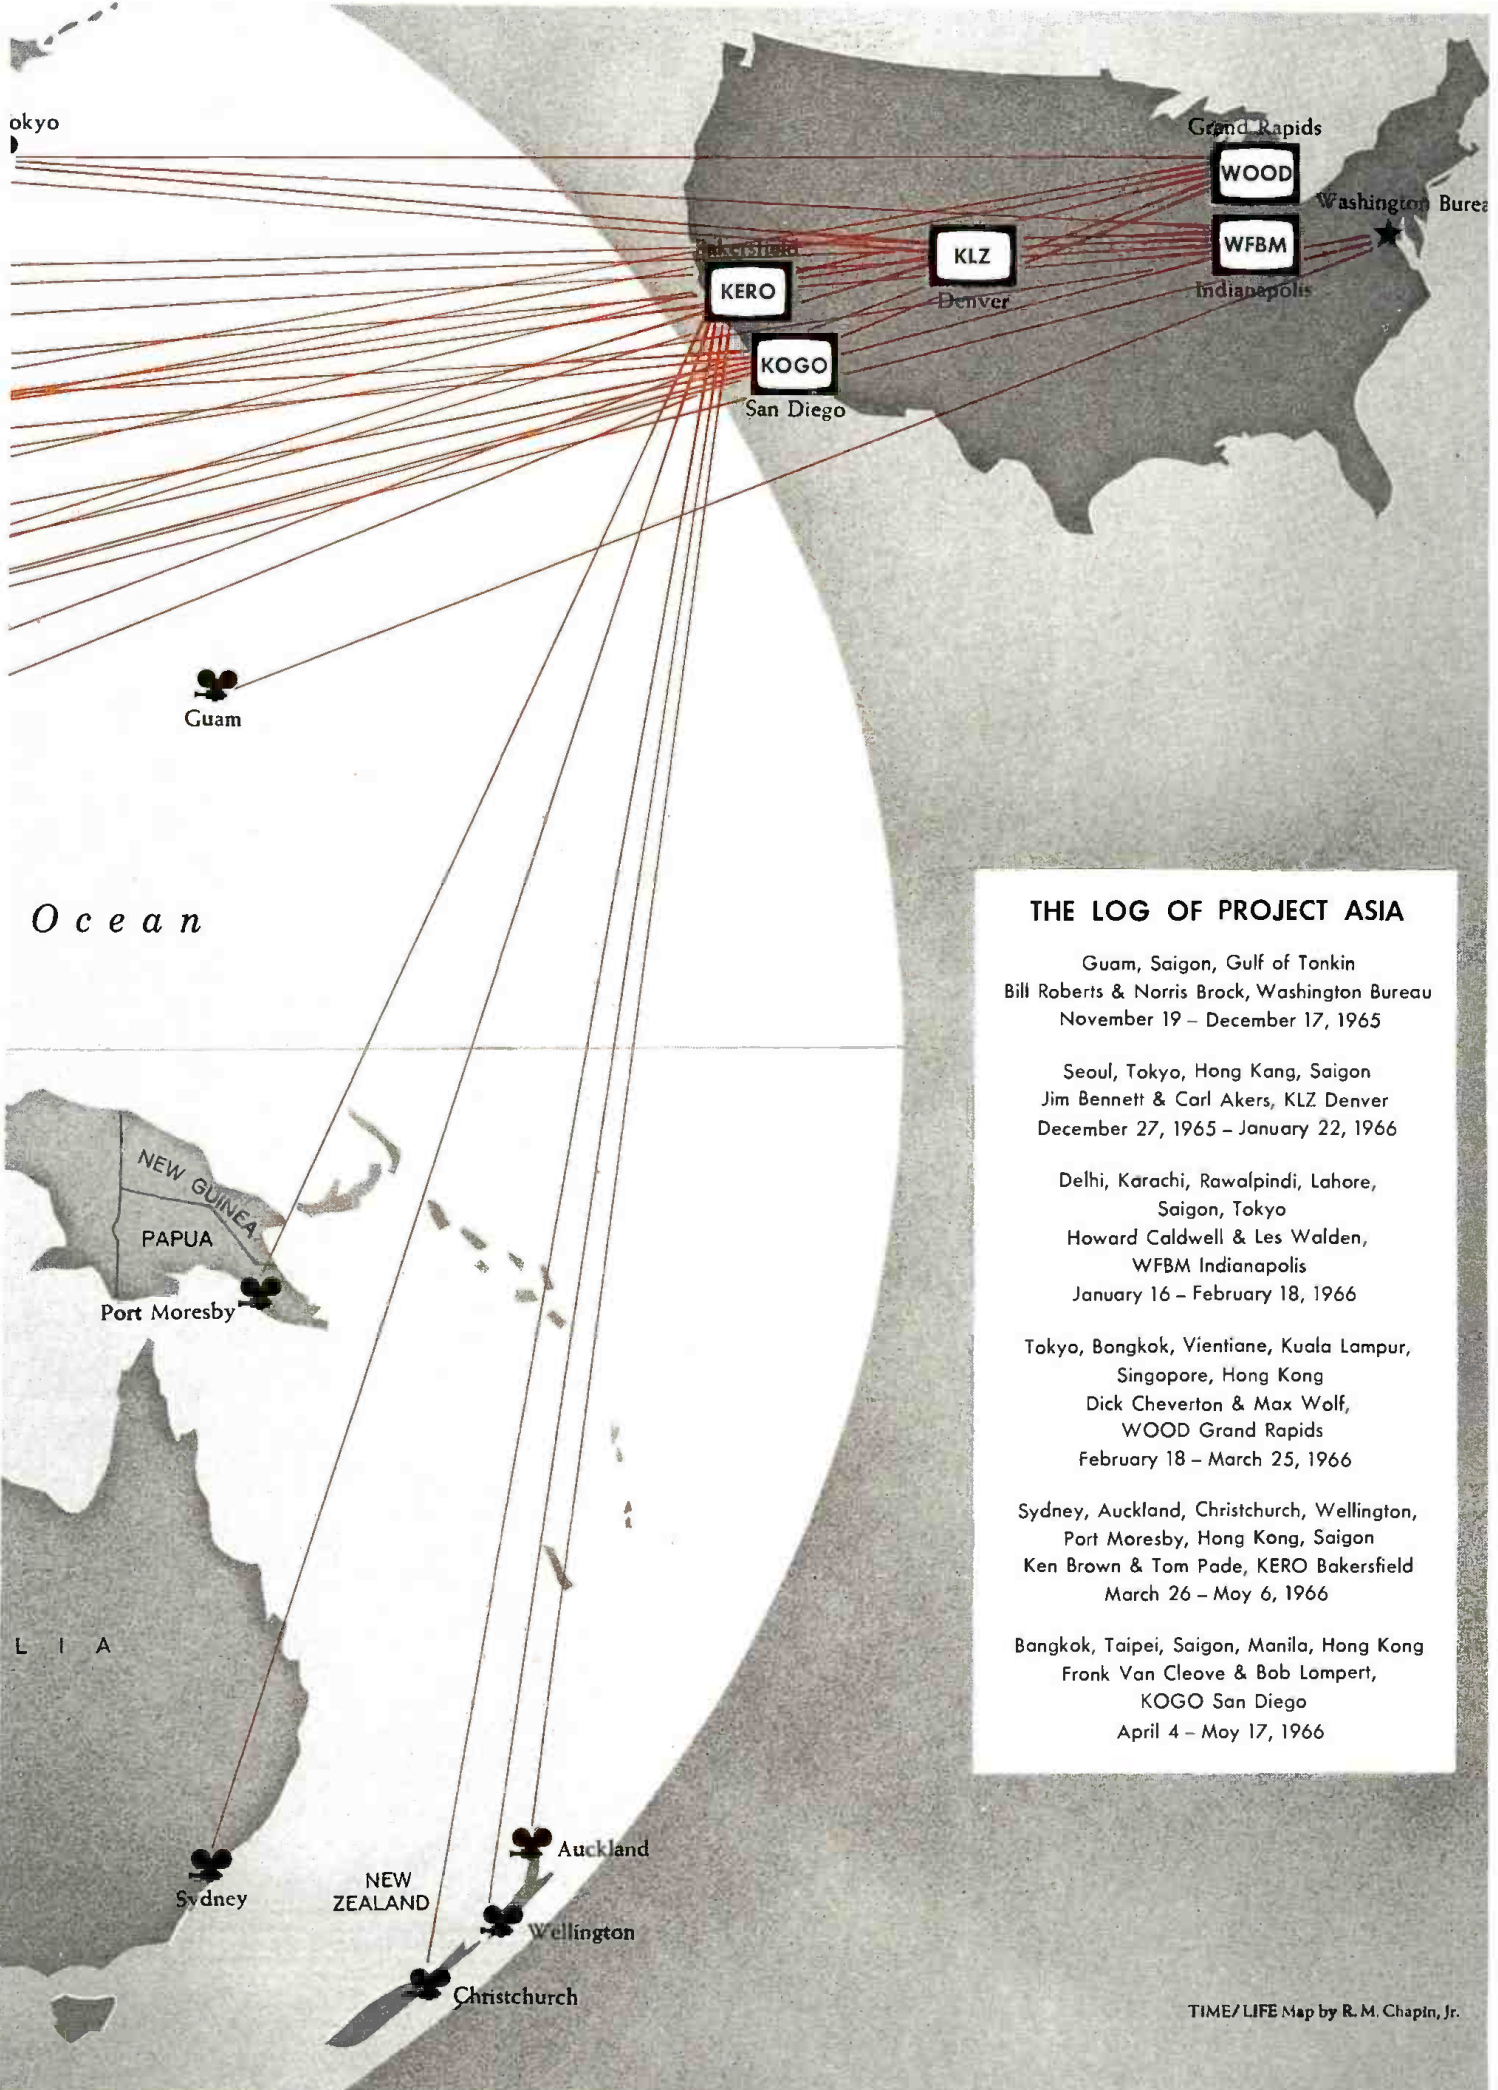 okyo
Grand Rapids
WOOD
Washington Burea
WFBM
Indianapolis
Bakersfield
KERO
KLZ
Denver
KOGO
San Diego
Guam
Ocean
NEW GUINEA
PAPUA
Port Moresby
L I A
Sydney
NEW
ZEALAND
Auckland
Wellington
Christchurch
THE LOG OF PROJECT ASIA
Guam, Saigon, Gulf of Tonkin
Bill Roberts & Norris Brock, Washington Bureau
November 19 – December 17, 1965
Seoul, Tokyo, Hong Kang, Saigon
Jim Bennett & Carl Akers, KLZ Denver
December 27, 1965 – January 22, 1966
Delhi, Karachi, Rawalpindi, Lahore,
Saigon, Tokyo
Howard Caldwell & Les Walden,
WFBM Indianapolis
January 16 – February 18, 1966
Tokyo, Bongkok, Vientiane, Kuala Lampur,
Singopore, Hong Kong
Dick Cheverton & Max Wolf,
WOOD Grand Rapids
February 18 – March 25, 1966
Sydney, Auckland, Christchurch, Wellington,
Port Moresby, Hong Kong, Saigon
Ken Brown & Tom Pade, KERO Bakersfield
March 26 – Moy 6, 1966
Bangkok, Taipei, Saigon, Manila, Hong Kong
Fronk Van Cleove & Bob Lompert,
KOGO San Diego
April 4 – Moy 17, 1966
TIME/LIFE Map by R. M. Chapin, Jr.